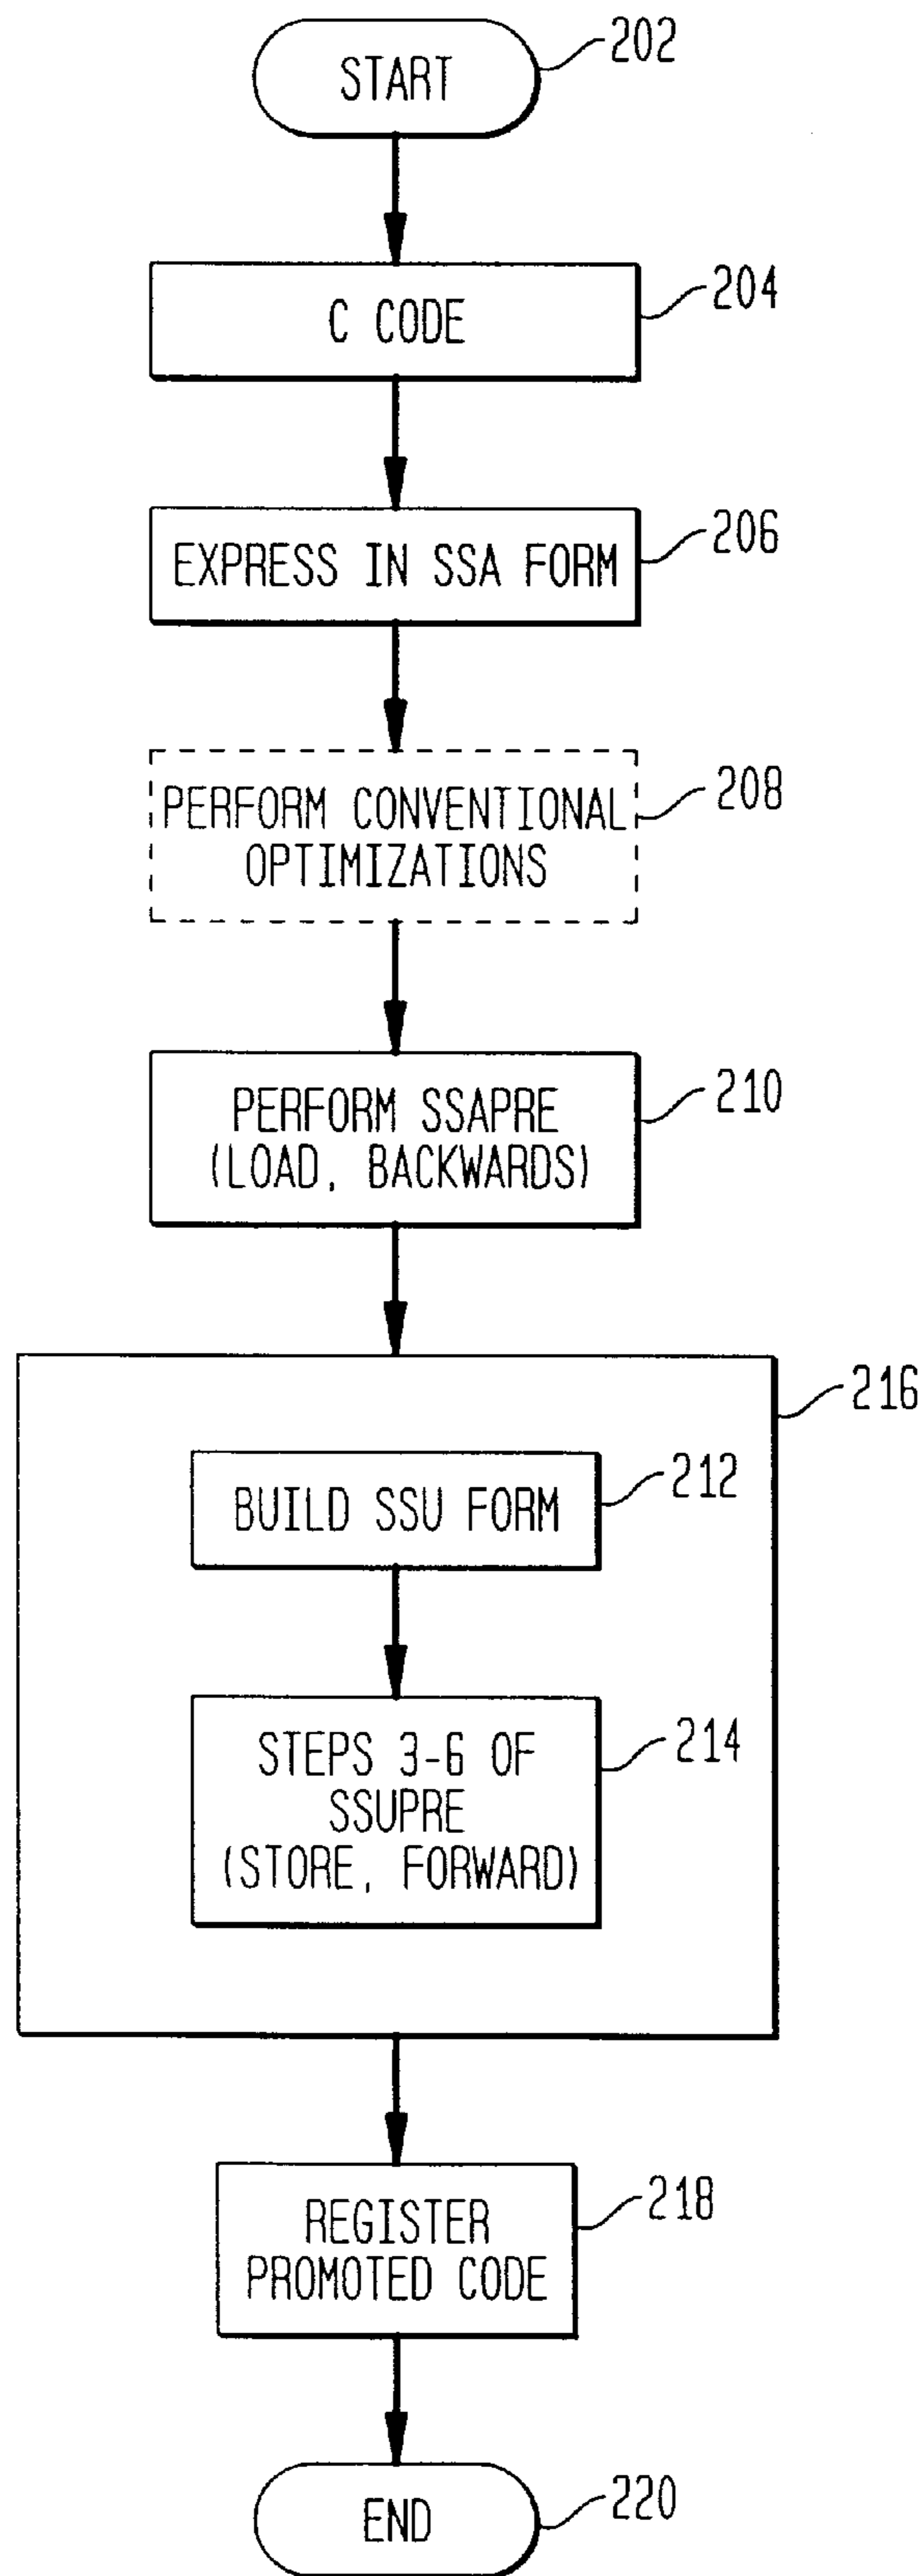 START
202
C CODE
204
EXPRESS IN SSA FORM
206
PERFORM CONVENTIONAL
OPTIMIZATIONS
208
PERFORM SSAPRE
(LOAD, BACKWARDS)
210
216
BUILD SSU FORM
212
STEPS 3-6 OF
SSUPRE
(STORE, FORWARD)
214
REGISTER
PROMOTED CODE
218
END
220